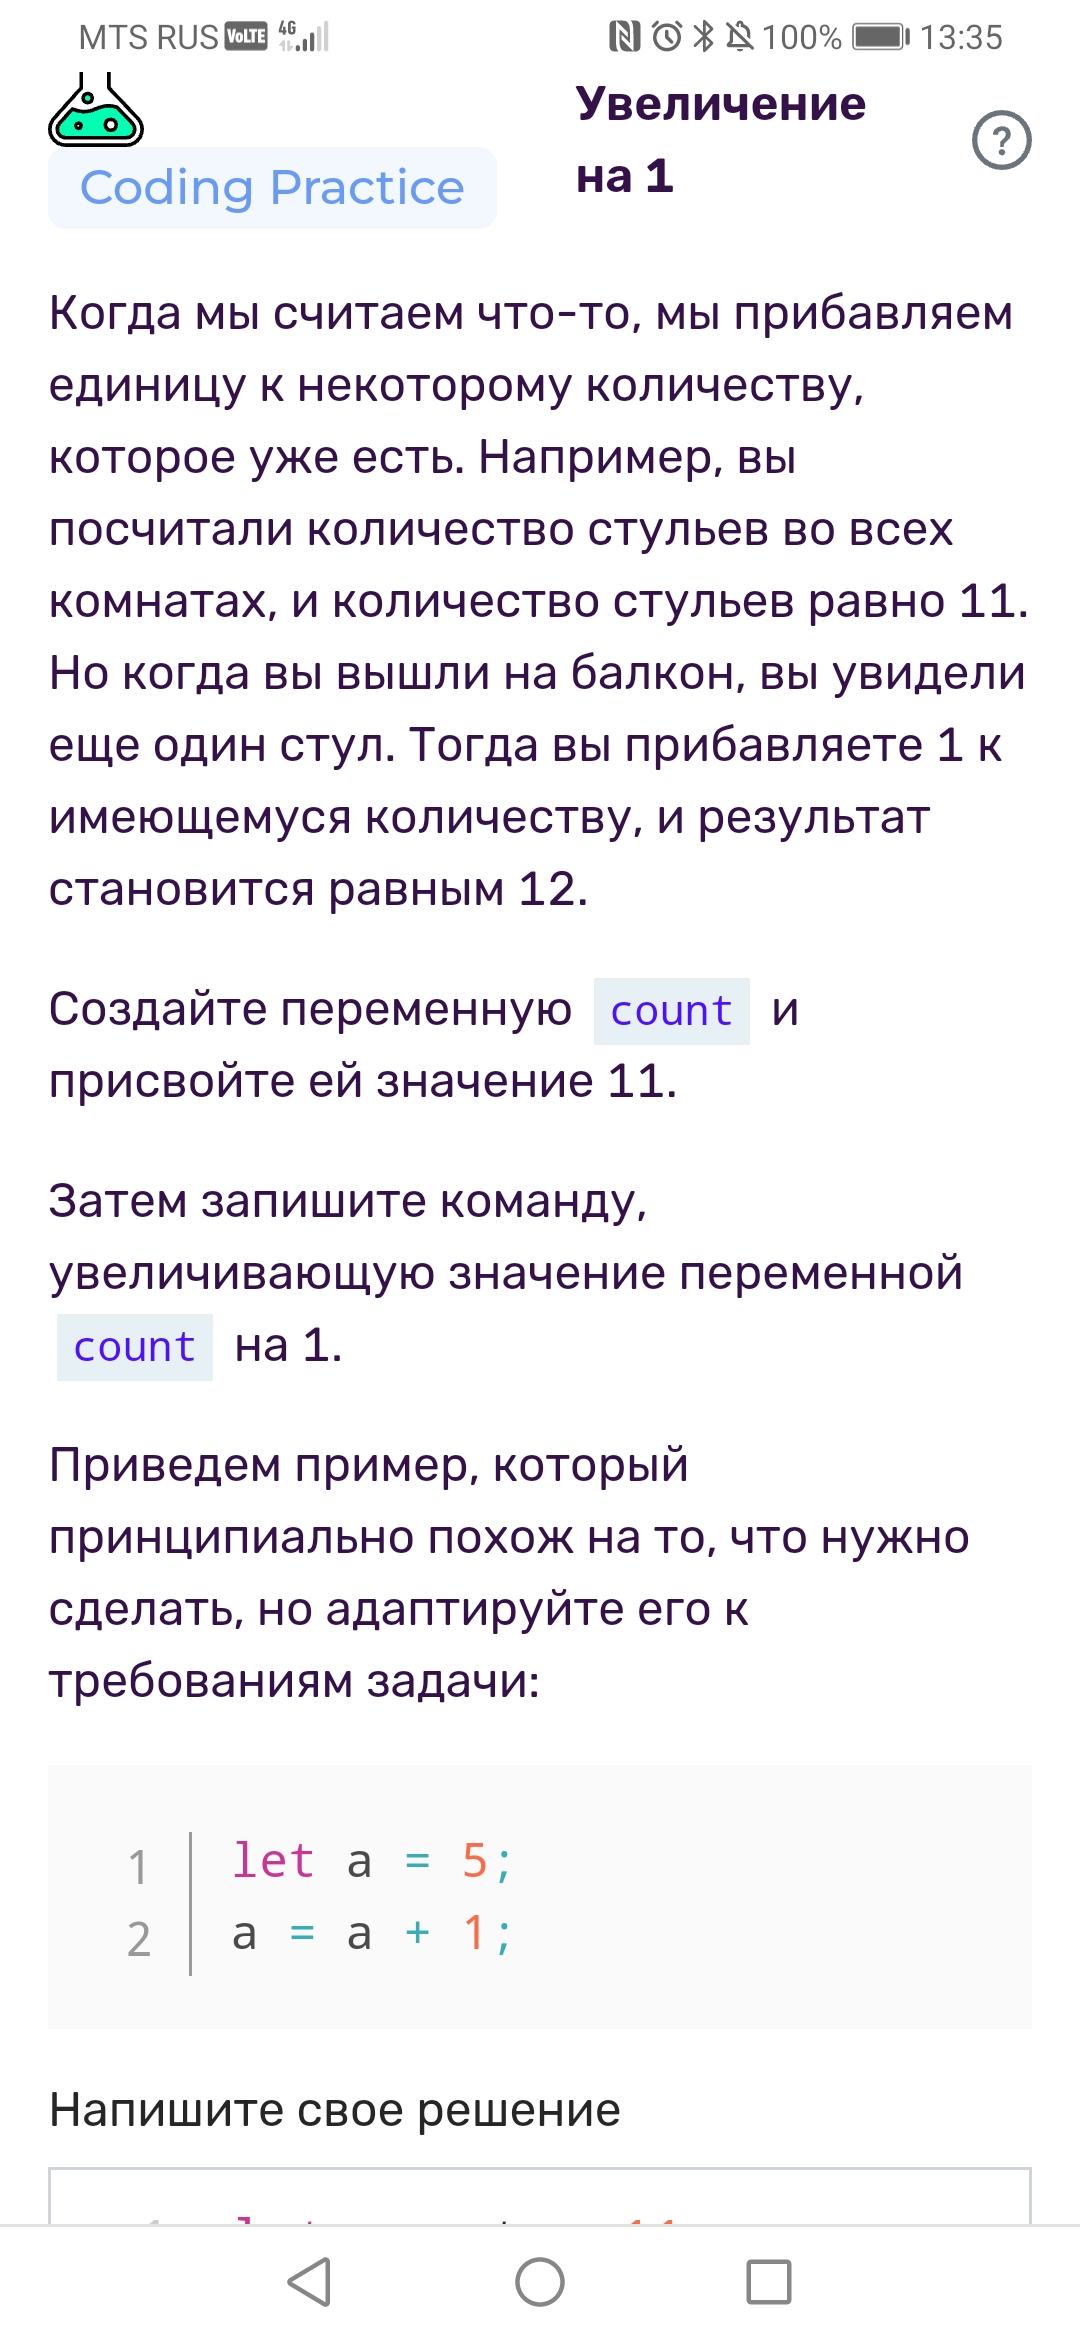 MTS RUS VoLTE 4G 100% 13:35
Увеличение
на 1
?
Coding Practice
Когда мы считаем что-то, мы прибавляем
единицу к некоторому количеству,
которое уже есть. Например, вы
посчитали количество стульев во всех
комнатах, и количество стульев равно 11.
Но когда вы вышли на балкон, вы увидели
еще один стул. Тогда вы прибавляете 1 к
имеющемуся количеству, и результат
становится равным 12.
Создайте переменную count и
присвойте ей значение 11.
Затем запишите команду,
увеличивающую значение переменной
count на 1.
Приведем пример, который
принципиально похож на то, что нужно
сделать, но адаптируйте его к
требованиям задачи:
1 let a = 5;
2 a = a + 1;
Напишите свое решение